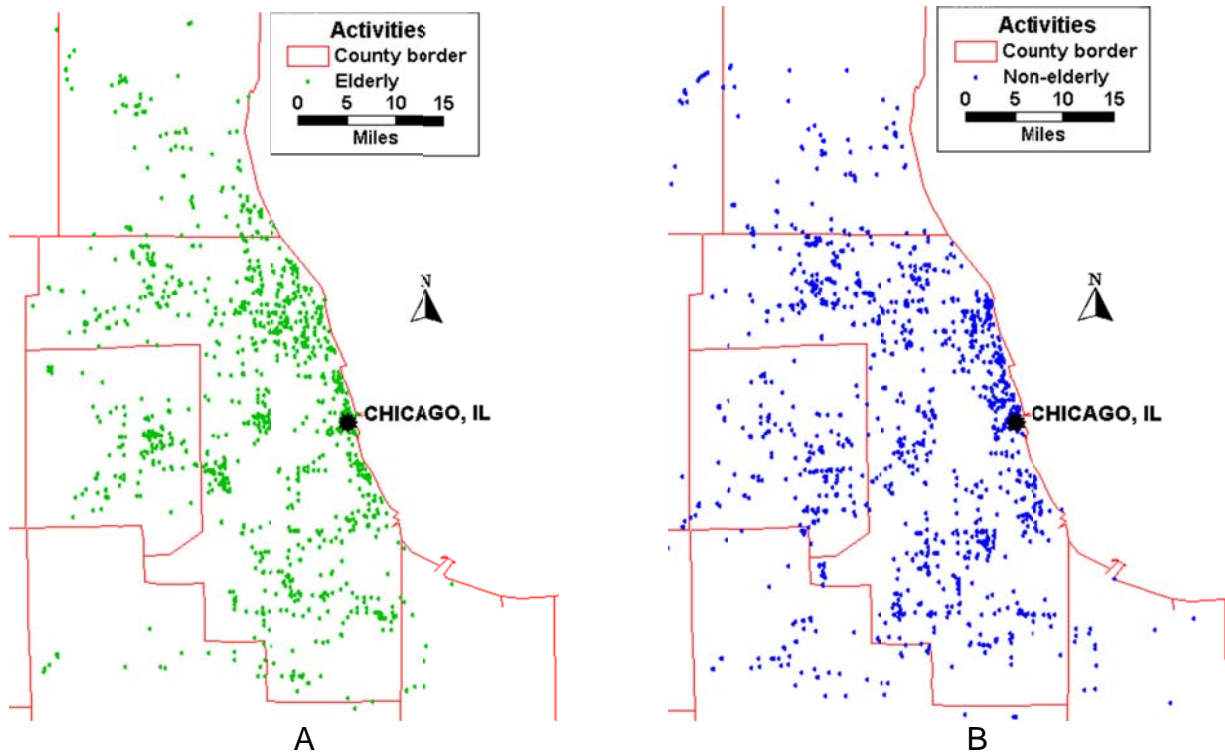 Activities
County border
Elderly
0 5 10 15
Miles
N
CHICAGO, IL
A
Activities
County border
Non-elderly
0 5 10 15
Miles
N
CHICAGO, IL
B